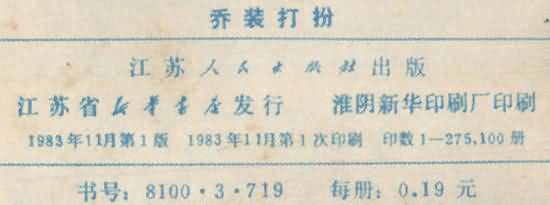 乔装打扮
江苏人民出版社出版
江苏省新华书店发行 淮阴新华印刷厂印刷
1983年11月第1版 1983年11月第1次印刷 印数1—275,100册
书号：8100·3·719 每册：0.19元